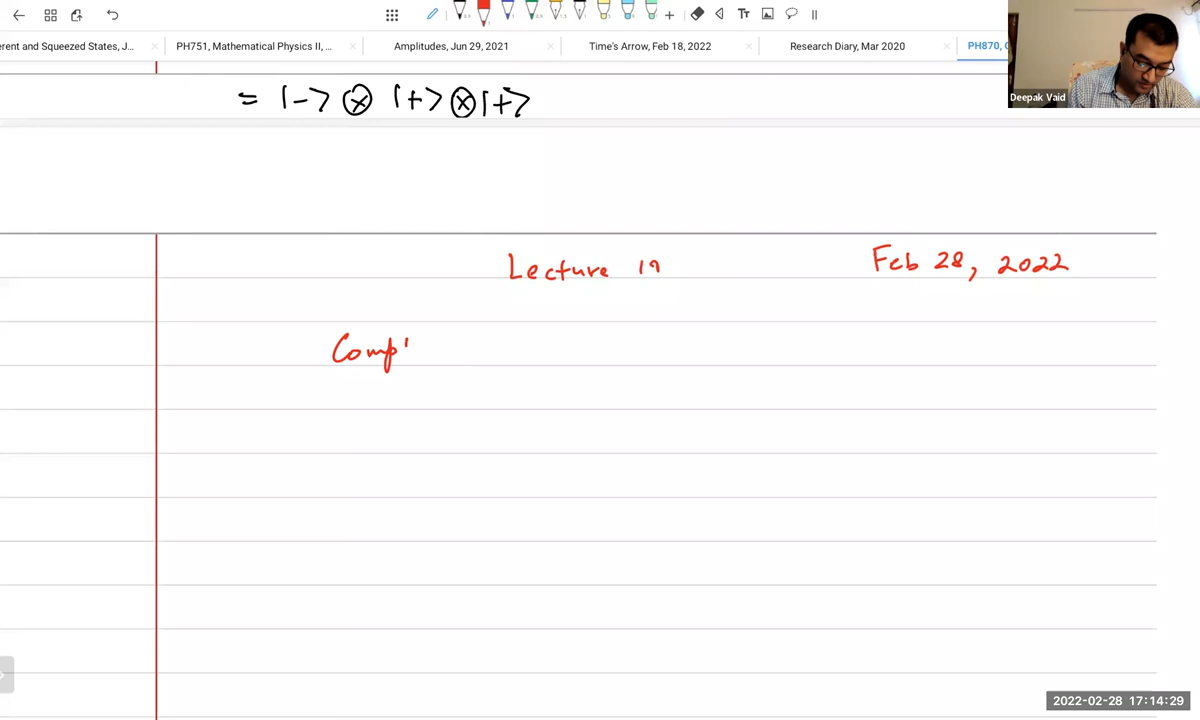 rent and Squeezed States, J...
PH751, Mathematical Physics II, ...
Amplitudes, Jun 29, 2021
Time's Arrow, Feb 18, 2022
Research Diary, Mar 2020
PH870,
Deepak Vaid
= |-> ⊗ |+> ⊗ |+>
Lecture 19
Feb 28, 2022
Comp
2022-02-28 17:14:29